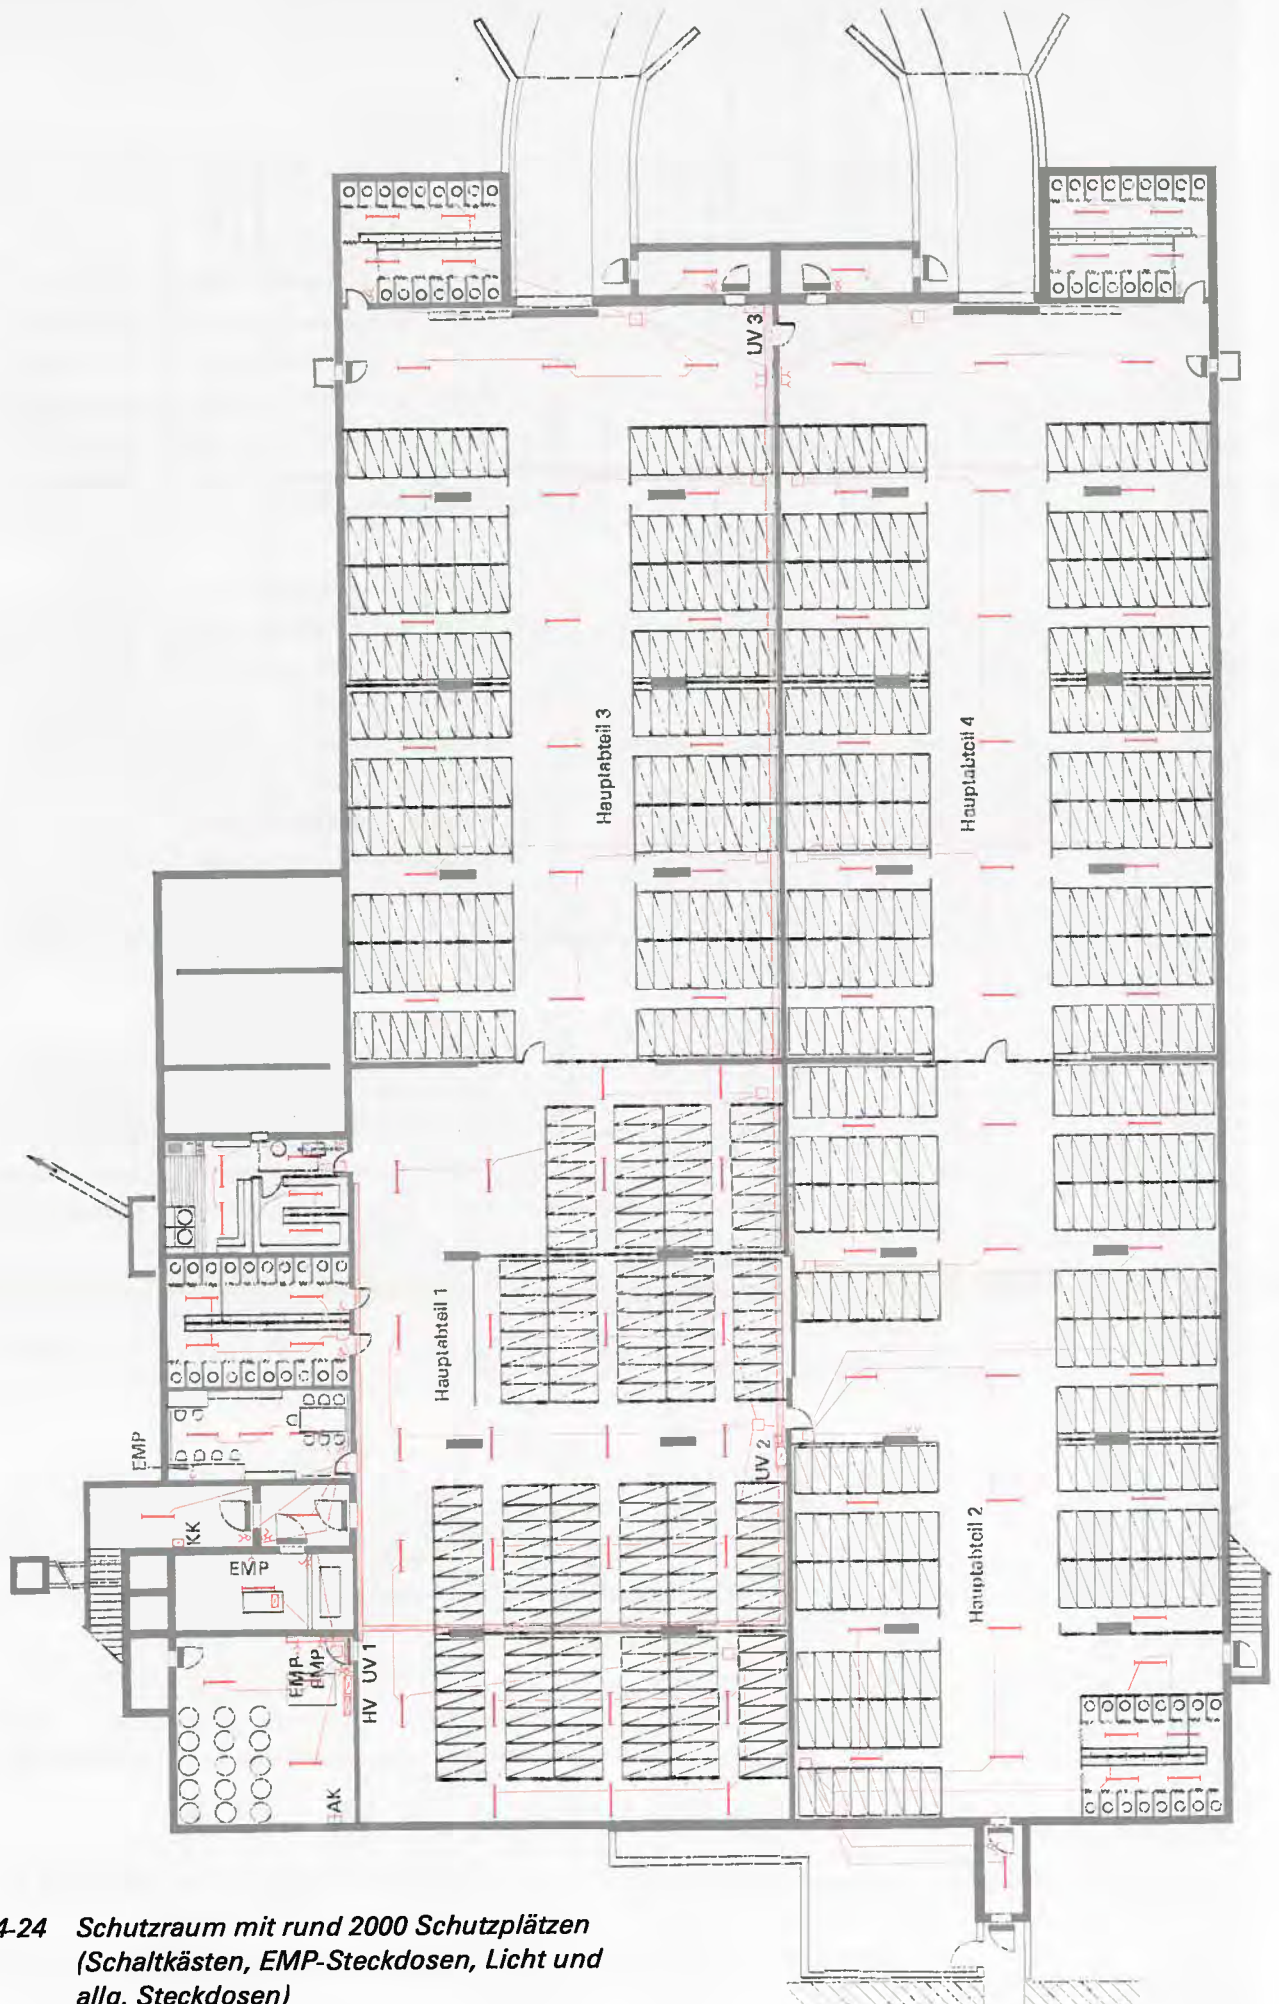 UV 3
Hauptabteil 3
Hauptabteil 4
Hauptabteil 1
EMP
UV 2
KK
EMP
Hauptabteil 2
EMP
EMP
HV UV 1
AK
4-24 Schutzraum mit rund 2000 Schutzplätzen
(Schaltkästen, EMP-Steckdosen, Licht und
allg. Steckdosen)